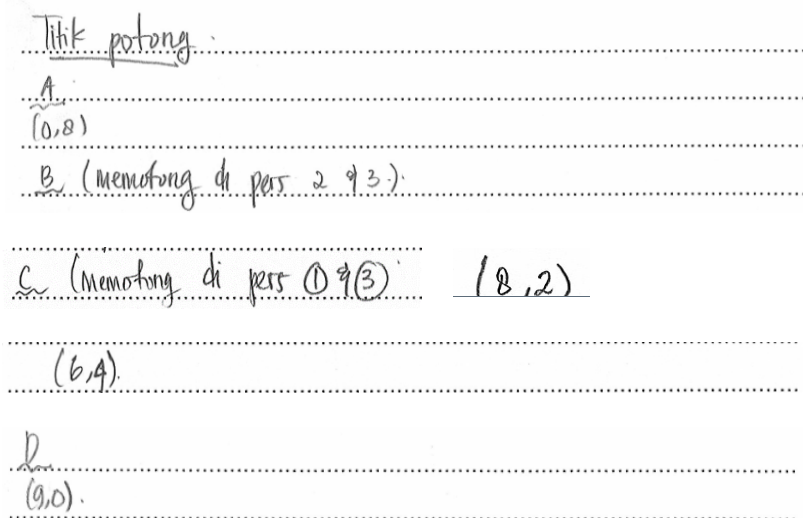 Titik potong.
A
(0,8)
B (memotong di pers 2 & 3).
C (memotong di pers ① & ③ (8,2)
(6,4).
D
(9,0).